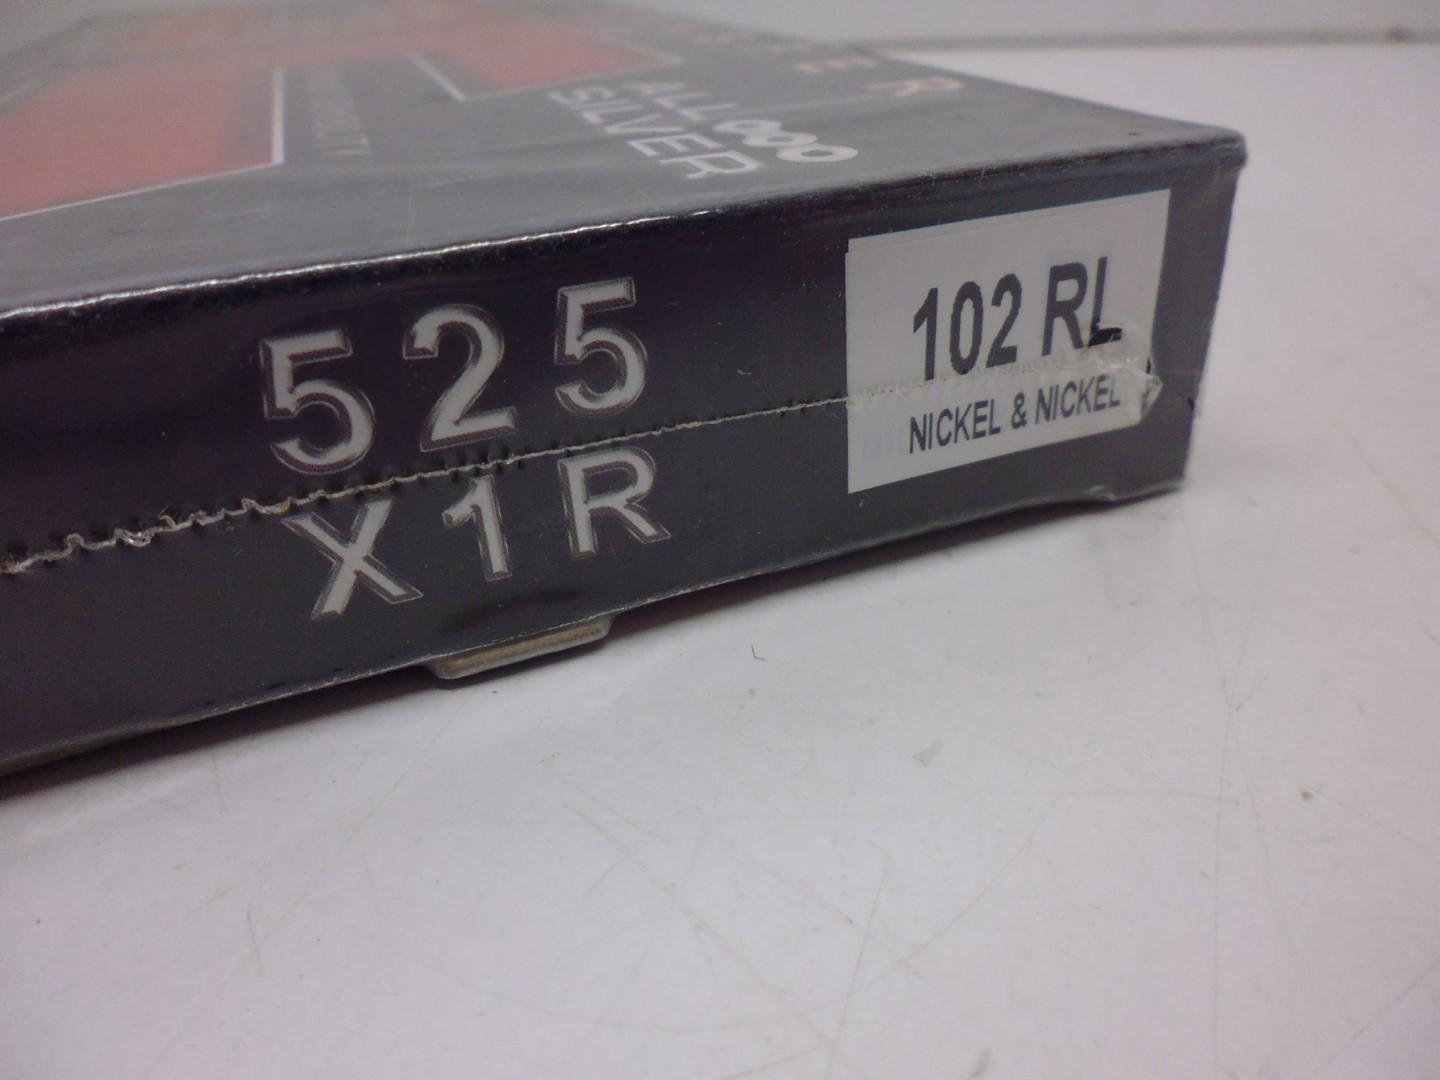 ALL
SILVER
525
X1R
102 RL
NICKEL & NICKEL